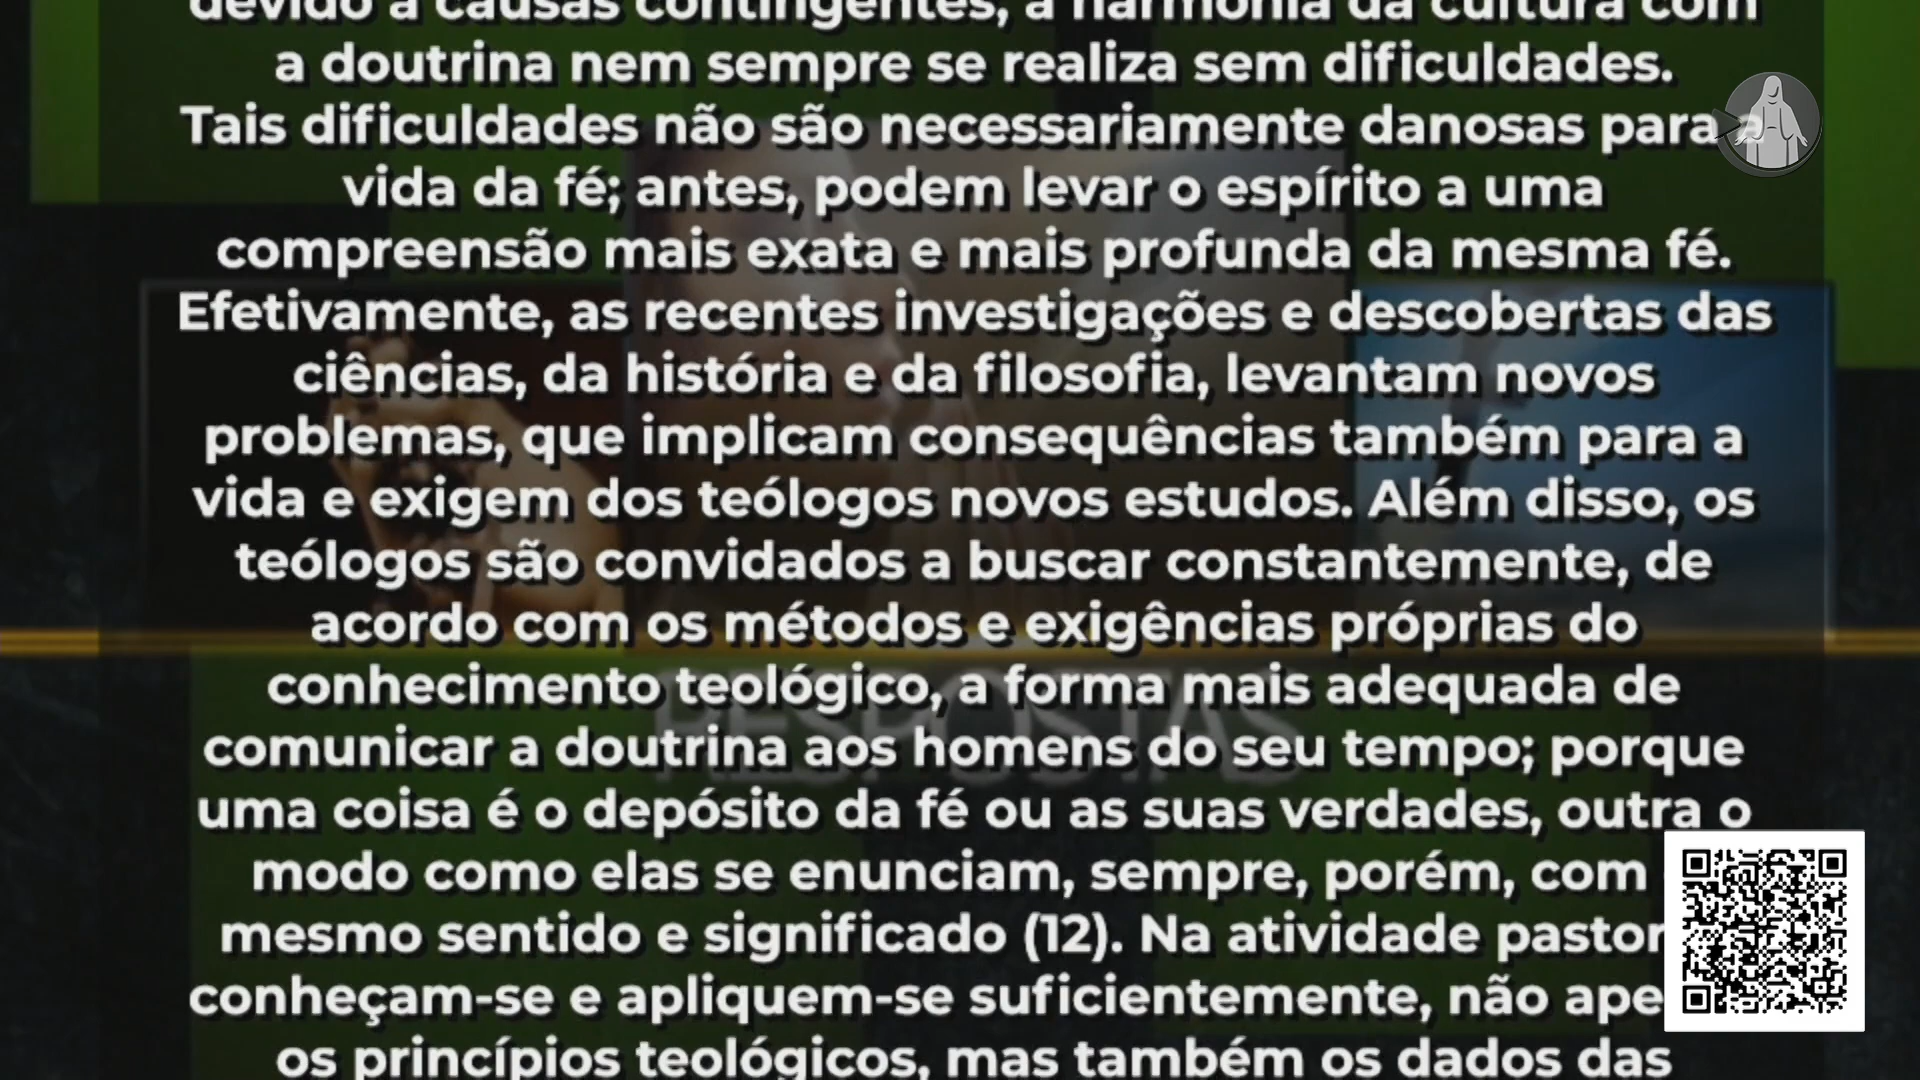 devido a causas contingentes, a harmonia da cultura com
a doutrina nem sempre se realiza sem dificuldades.
Tais dificuldades não são necessariamente danosas para a
vida da fé; antes, podem levar o espírito a uma
compreensão mais exata e mais profunda da mesma fé.
Efetivamente, as recentes investigações e descobertas das
ciências, da história e da filosofia, levantam novos
problemas, que implicam consequências também para a
vida e exigem dos teólogos novos estudos. Além disso, os
teólogos são convidados a buscar constantemente, de
acordo com os métodos e exigências próprias do
conhecimento teológico, a forma mais adequada de
RESPOSTAS
comunicar a doutrina aos homens do seu tempo; porque
uma coisa é o depósito da fé ou as suas verdades, outra o
modo como elas se enunciam, sempre, porém, com
mesmo sentido e significado (12). Na atividade pastor
conheçam-se e apliquem-se suficientemente, não ape
os princípios teológicos, mas também os dados das